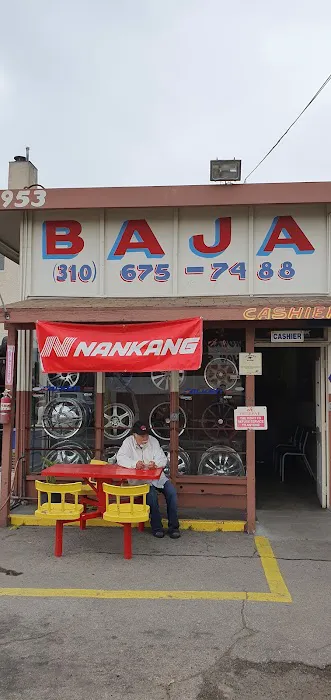 953
BAJA
(310) 675-7488
CASHIER
CASHIER
NANKANG